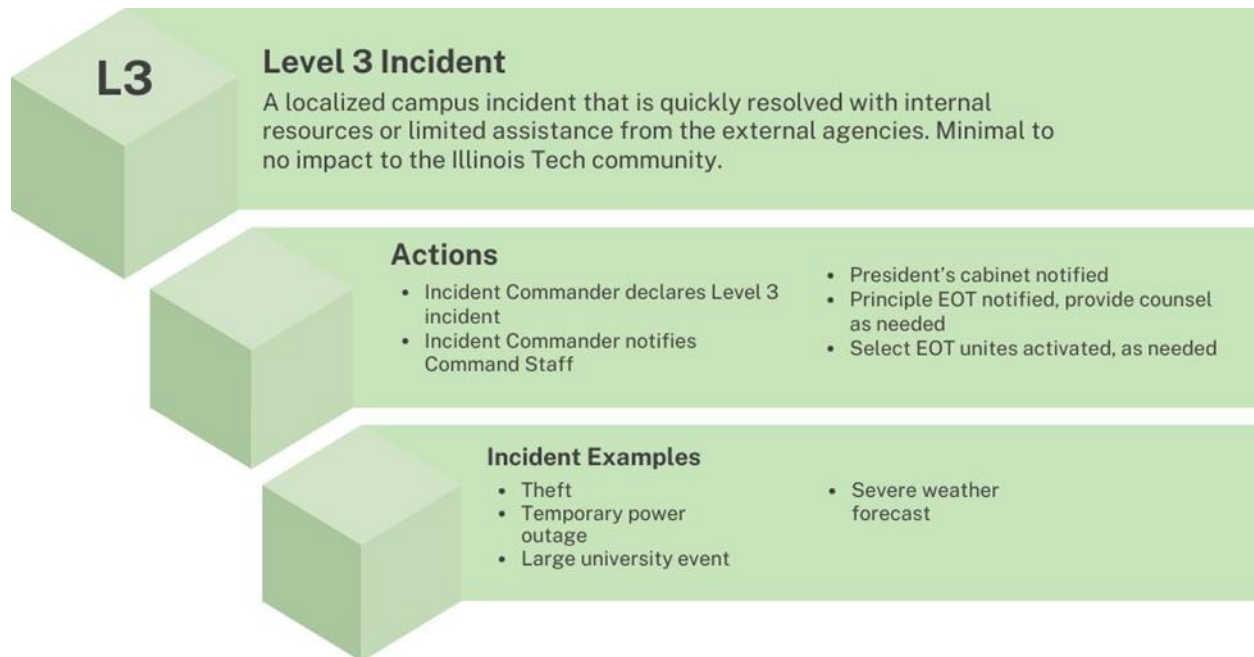 L3
Level 3 Incident
A localized campus incident that is quickly resolved with internal
resources or limited assistance from the external agencies. Minimal to
no impact to the Illinois Tech community.
Actions
• Incident Commander declares Level 3
incident
• Incident Commander notifies
Command Staff
• President’s cabinet notified
• Principle EOT notified, provide counsel
as needed
• Select EOT unites activated, as needed
Incident Examples
• Theft
• Temporary power
outage
• Large university event
• Severe weather
forecast